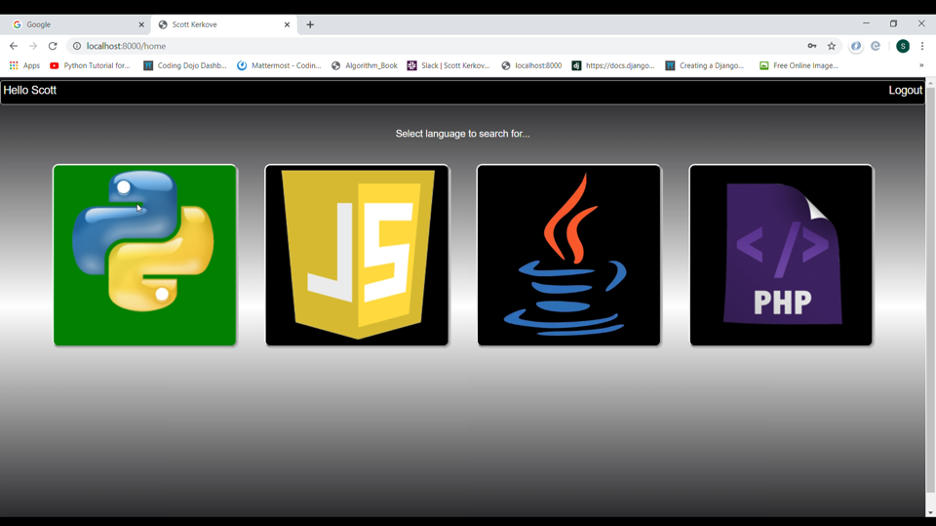 Google
Scott Kerkove
localhost:8000/home
S
Apps
Python Tutorial for...
Coding Dojo Dashb...
Mattermost - Codin...
Algorithm_Book
Slack | Scott Kerkov...
localhost:8000
dj
https://docs.django...
Creating a Django...
Free Online Image...
»
Hello Scott
Logout
Select language to search for...
JS
</>
PHP